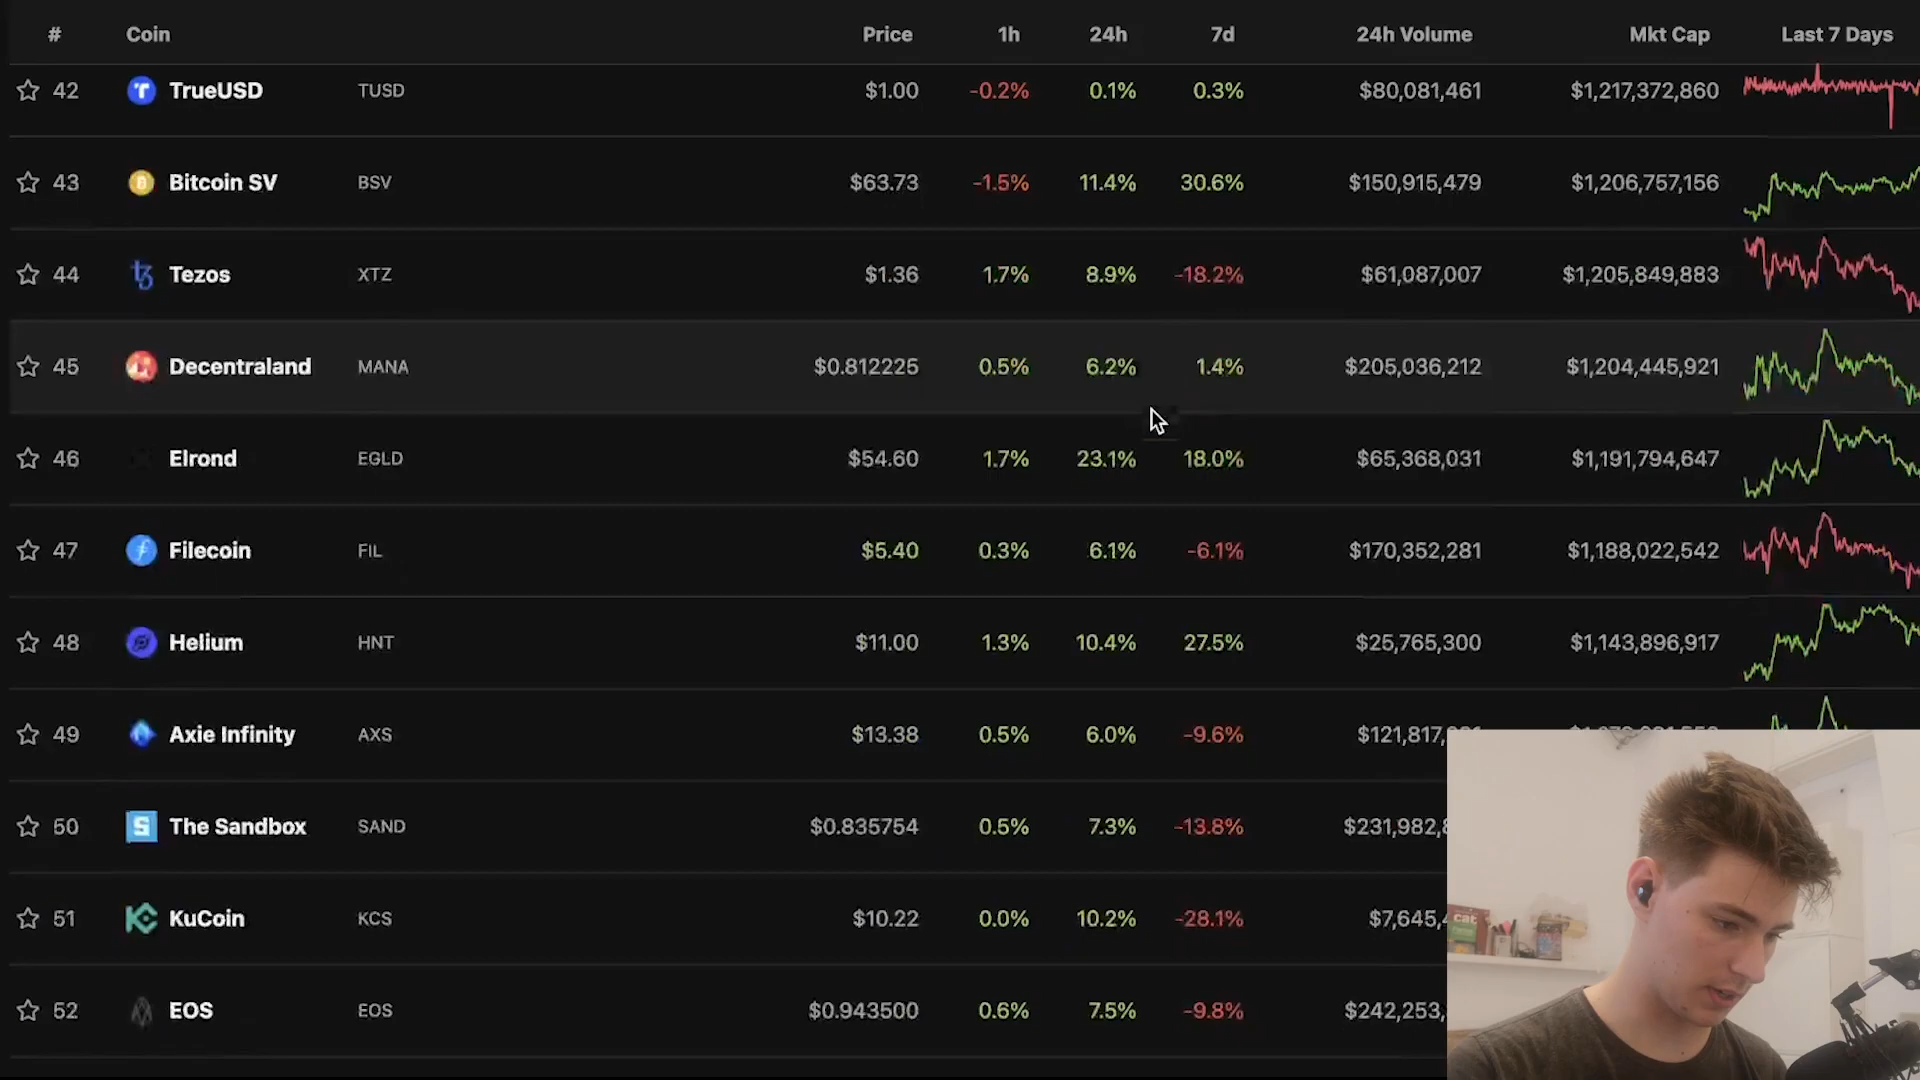 # Coin Price 1h 24h 7d 24h Volume Mkt Cap Last 7 Days
42 TrueUSD TUSD $1.00 -0.2% 0.1% 0.3% $80,081,461 $1,217,372,860
43 Bitcoin SV BSV $63.73 -1.5% 11.4% 30.6% $150,915,479 $1,206,757,156
44 Tezos XTZ $1.36 1.7% 8.9% -18.2% $61,087,007 $1,205,849,883
45 Decentraland MANA $0.812225 0.5% 6.2% 1.4% $205,036,212 $1,204,445,921
46 Elrond EGLD $54.60 1.7% 23.1% 18.0% $65,368,031 $1,191,794,647
47 Filecoin FIL $5.40 0.3% 6.1% -6.1% $170,352,281 $1,188,022,542
48 Helium HNT $11.00 1.3% 10.4% 27.5% $25,765,300 $1,143,896,917
49 Axie Infinity AXS $13.38 0.5% 6.0% -9.6% $121,817,
50 The Sandbox SAND $0.835754 0.5% 7.3% -13.8% $231,982,
51 KuCoin KCS $10.22 0.0% 10.2% -28.1% $7,645,
52 EOS EOS $0.943500 0.6% 7.5% -9.8% $242,253,
cat